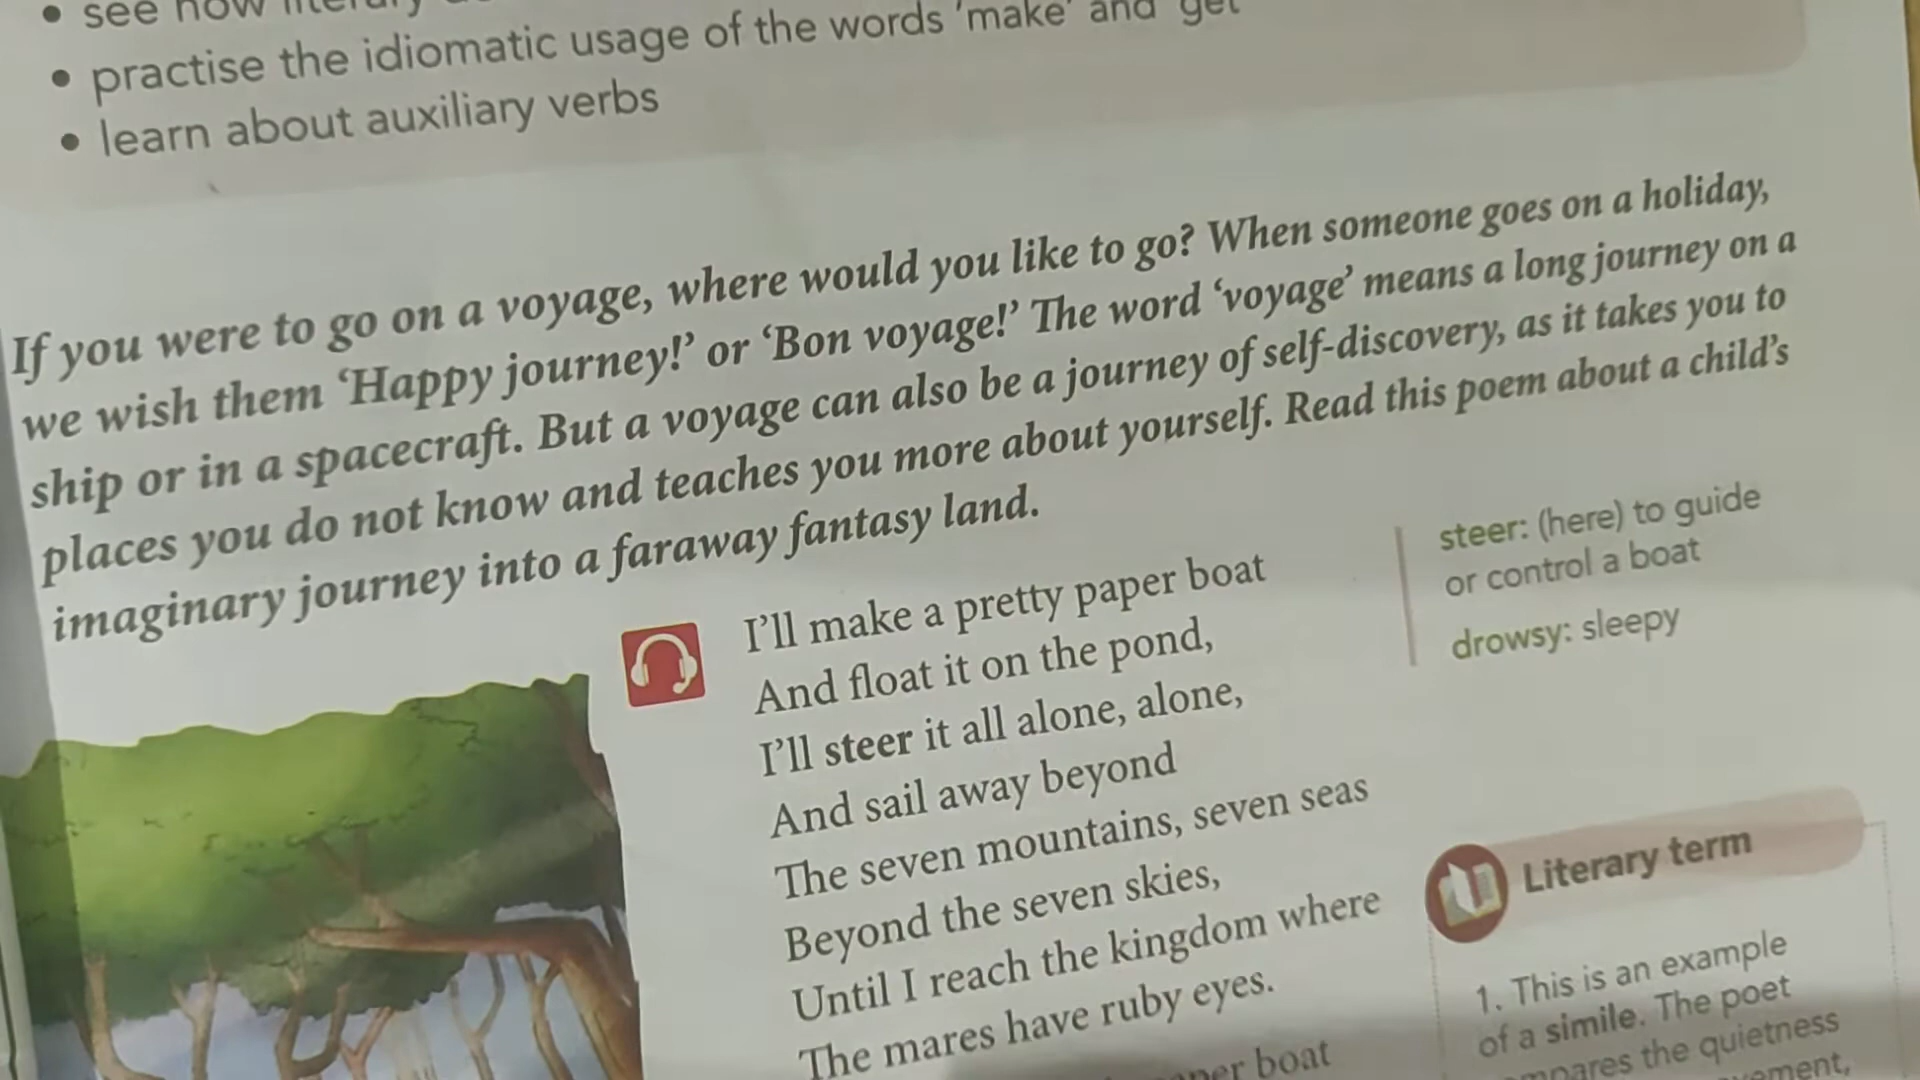 see how literary
• practise the idiomatic usage of the words 'make' and 'get
• learn about auxiliary verbs
If you were to go on a voyage, where would you like to go? When someone goes on a holiday,
we wish them ‘Happy journey!’ or ‘Bon voyage!’ The word ‘voyage’ means a long journey on a
ship or in a spacecraft. But a voyage can also be a journey of self-discovery, as it takes you to
places you do not know and teaches you more about yourself. Read this poem about a child’s
imaginary journey into a faraway fantasy land.
I’ll make a pretty paper boat
And float it on the pond,
I’ll steer it all alone, alone,
And sail away beyond
The seven mountains, seven seas
Beyond the seven skies,
Until I reach the kingdom where
The mares have ruby eyes.
boat
steer: (here) to guide
or control a boat
drowsy: sleepy
Literary term
1. This is an example
of a simile. The poet
the quietness